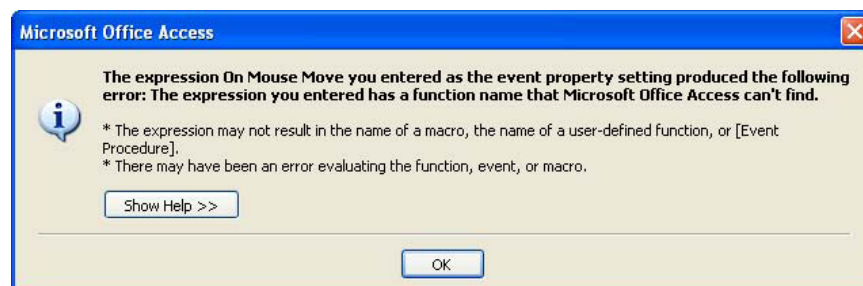 Microsoft Office Access
The expression On Mouse Move you entered as the event property setting produced the following
error: The expression you entered has a function name that Microsoft Office Access can't find.
* The expression may not result in the name of a macro, the name of a user-defined function, or [Event
Procedure].
* There may have been an error evaluating the function, event, or macro.
Show Help >>
OK